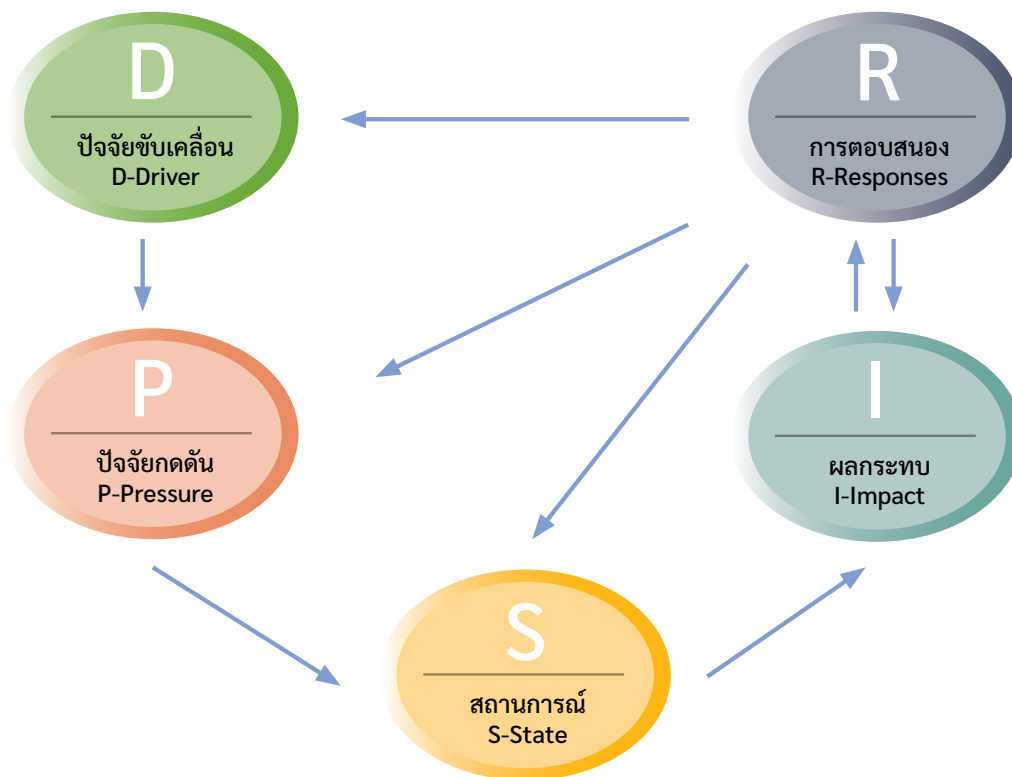 D
ปัจจัยขับเคลื่อน
D-Driver
R
การตอบสนอง
R-Responses
P
ปัจจัยกดดัน
P-Pressure
I
ผลกระทบ
I-Impact
S
สถานการณ์
S-State